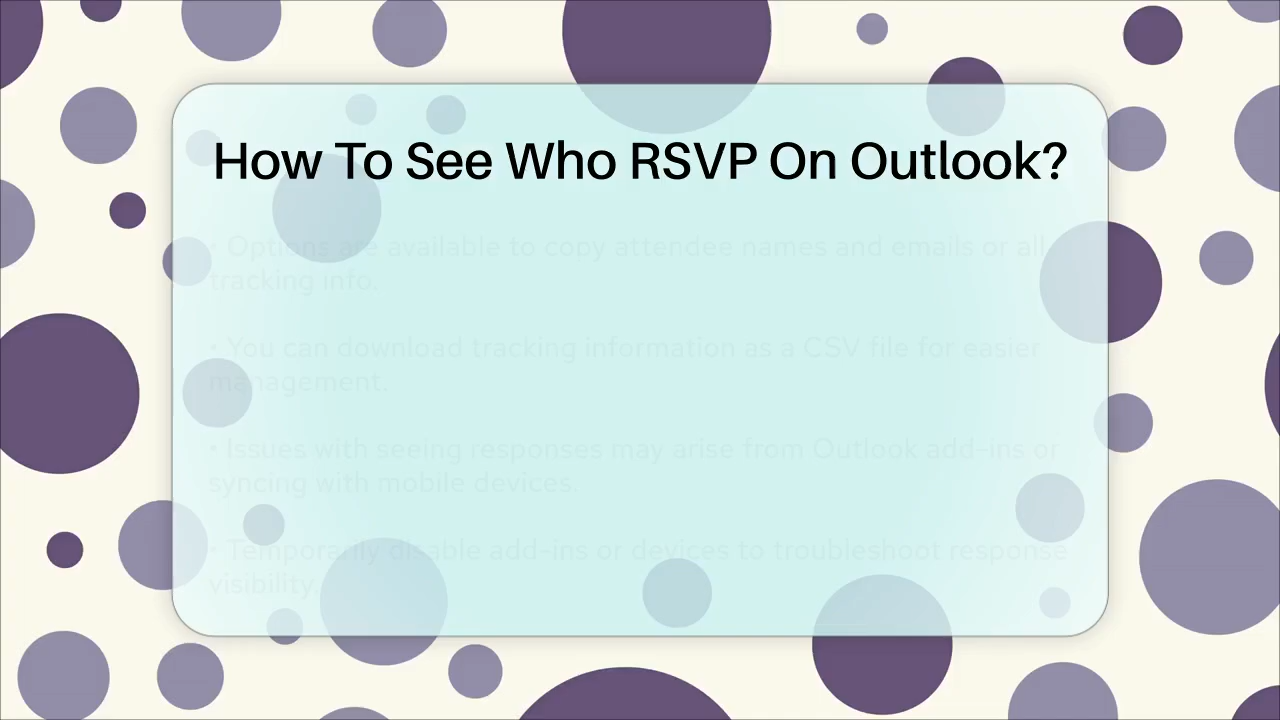 How To See Who RSVP On Outlook?
• Options are available to copy attendee names and emails or all
tracking info.
• You can download tracking information as a CSV file for easier
management.
• Issues with seeing responses may arise from Outlook add-ins or
syncing with mobile devices.
• Temporarily disable add-ins or devices to troubleshoot response
visibility.